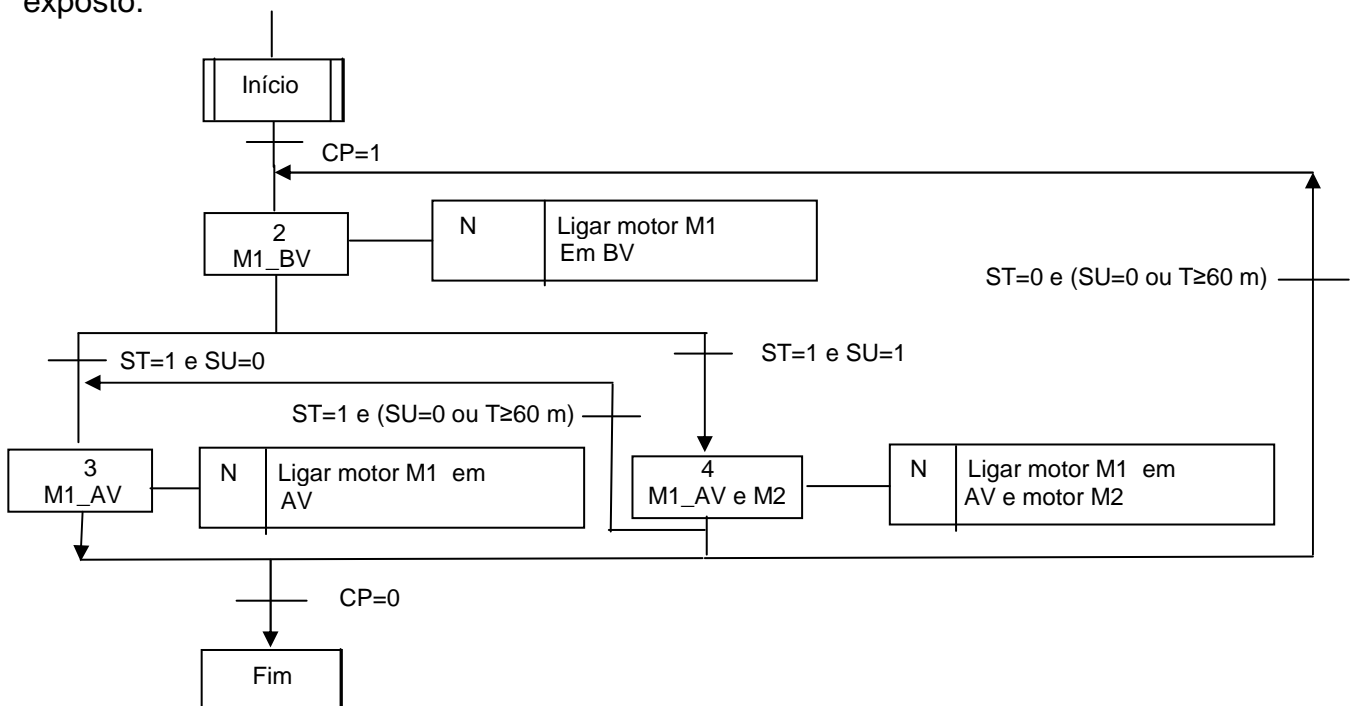 exposto.
Início
CP=1
2
M1_BV
N
Ligar motor M1
Em BV
ST=0 e (SU=0 ou T≥60 m)
ST=1 e SU=0
ST=1 e SU=1
ST=1 e (SU=0 ou T≥60 m)
3
M1_AV
N
Ligar motor M1 em
AV
4
M1_AV e M2
N
Ligar motor M1 em
AV e motor M2
CP=0
Fim